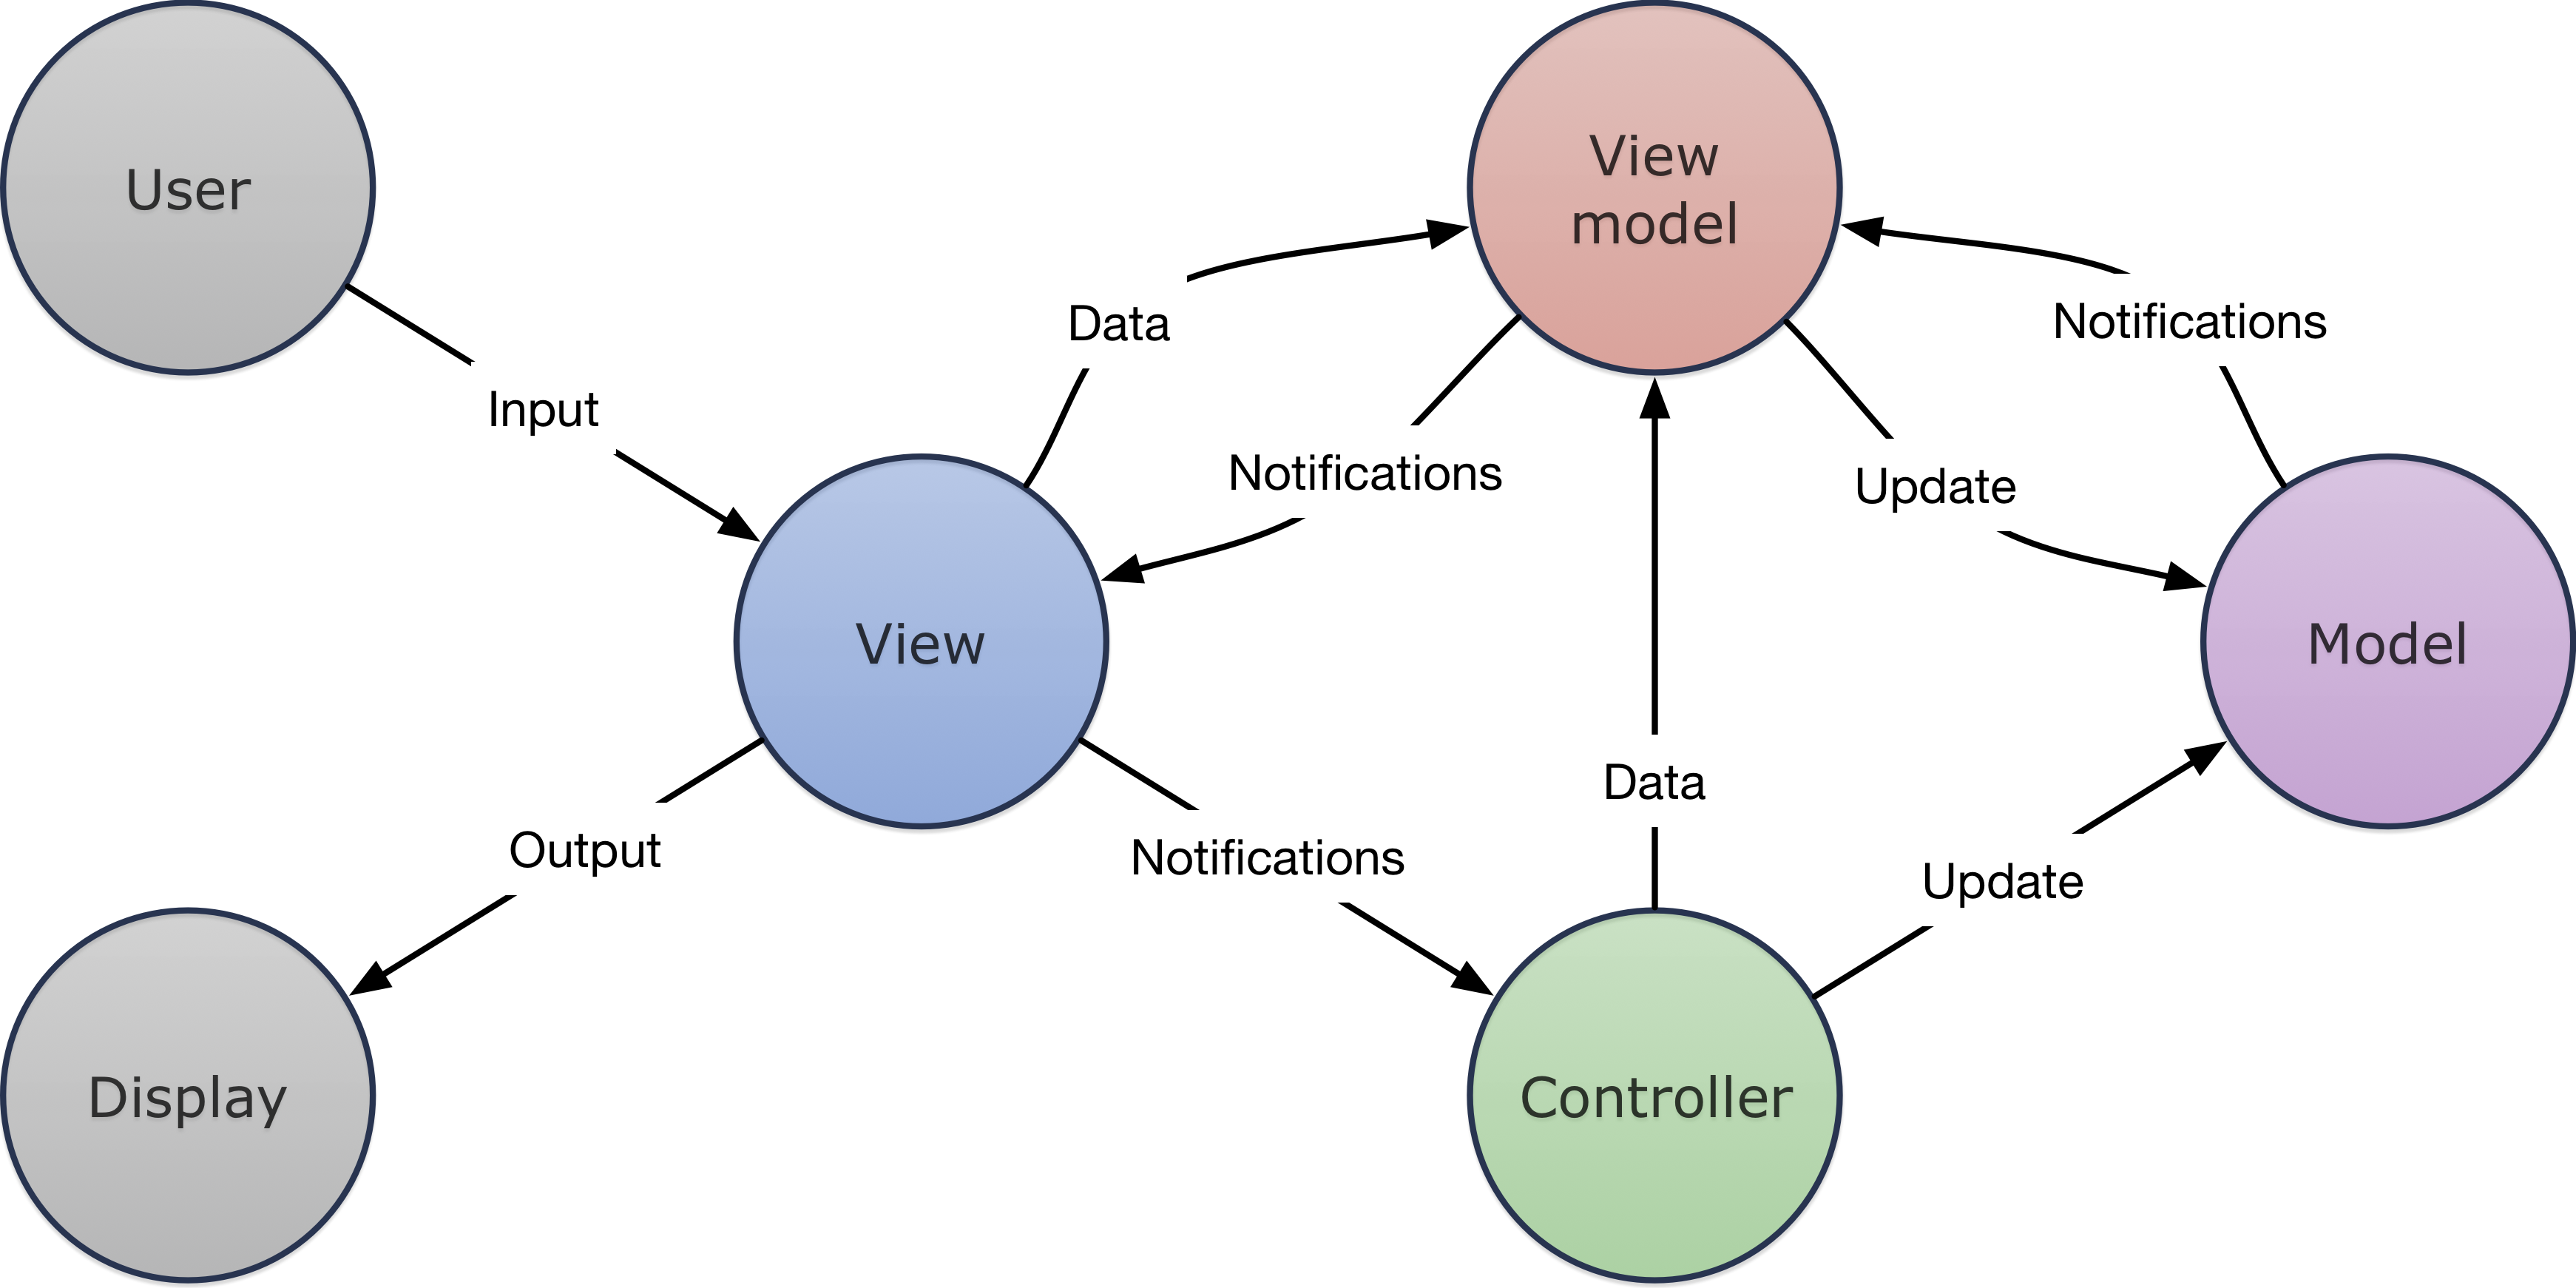 User
View
model
Data
Notifications
Input
Notifications
Update
View
Model
Data
Output
Notifications
Update
Display
Controller